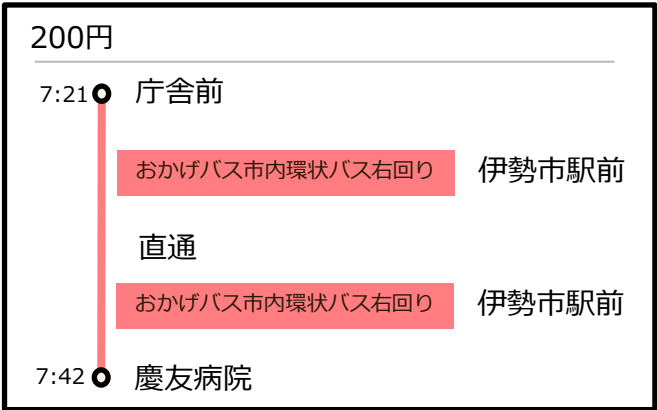 200円
7:21 庁舎前
おかげバス市内環状バス右回り 伊勢市駅前
直通
おかげバス市内環状バス右回り 伊勢市駅前
7:42 慶友病院